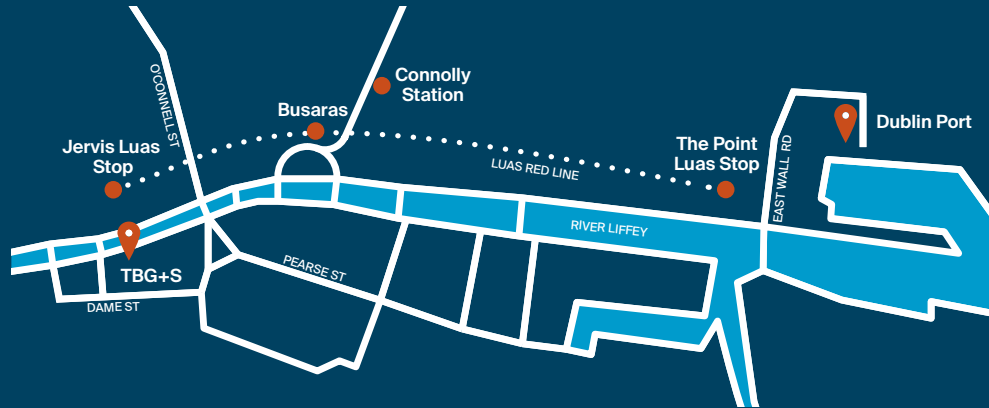 O'CONNELL ST
Connolly
Station
Busaras
Dublin Port
Jervis Luas
Stop
The Point
Luas Stop
LUAS RED LINE
EAST WALL RD
RIVER LIFFEY
TBG+S
PEARSE ST
DAME ST